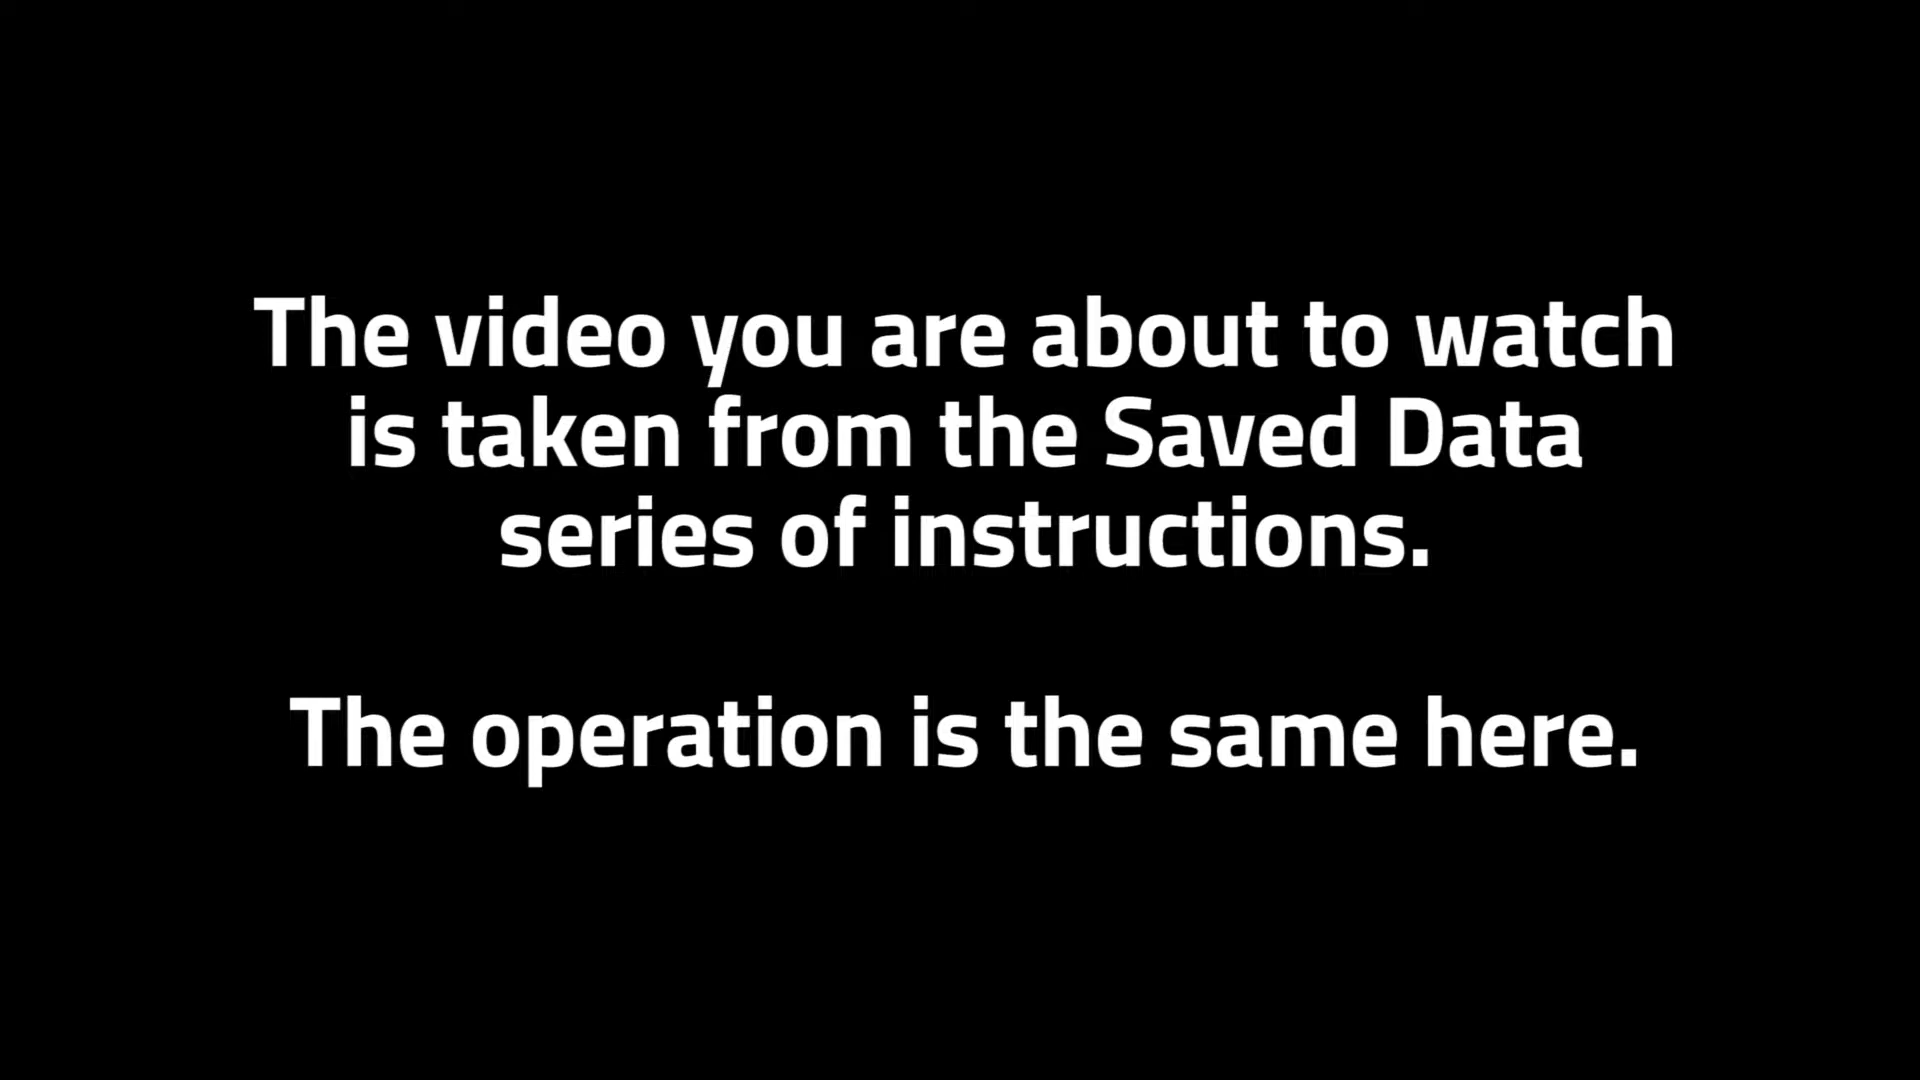 The video you are about to watch
is taken from the Saved Data
series of instructions.
The operation is the same here.